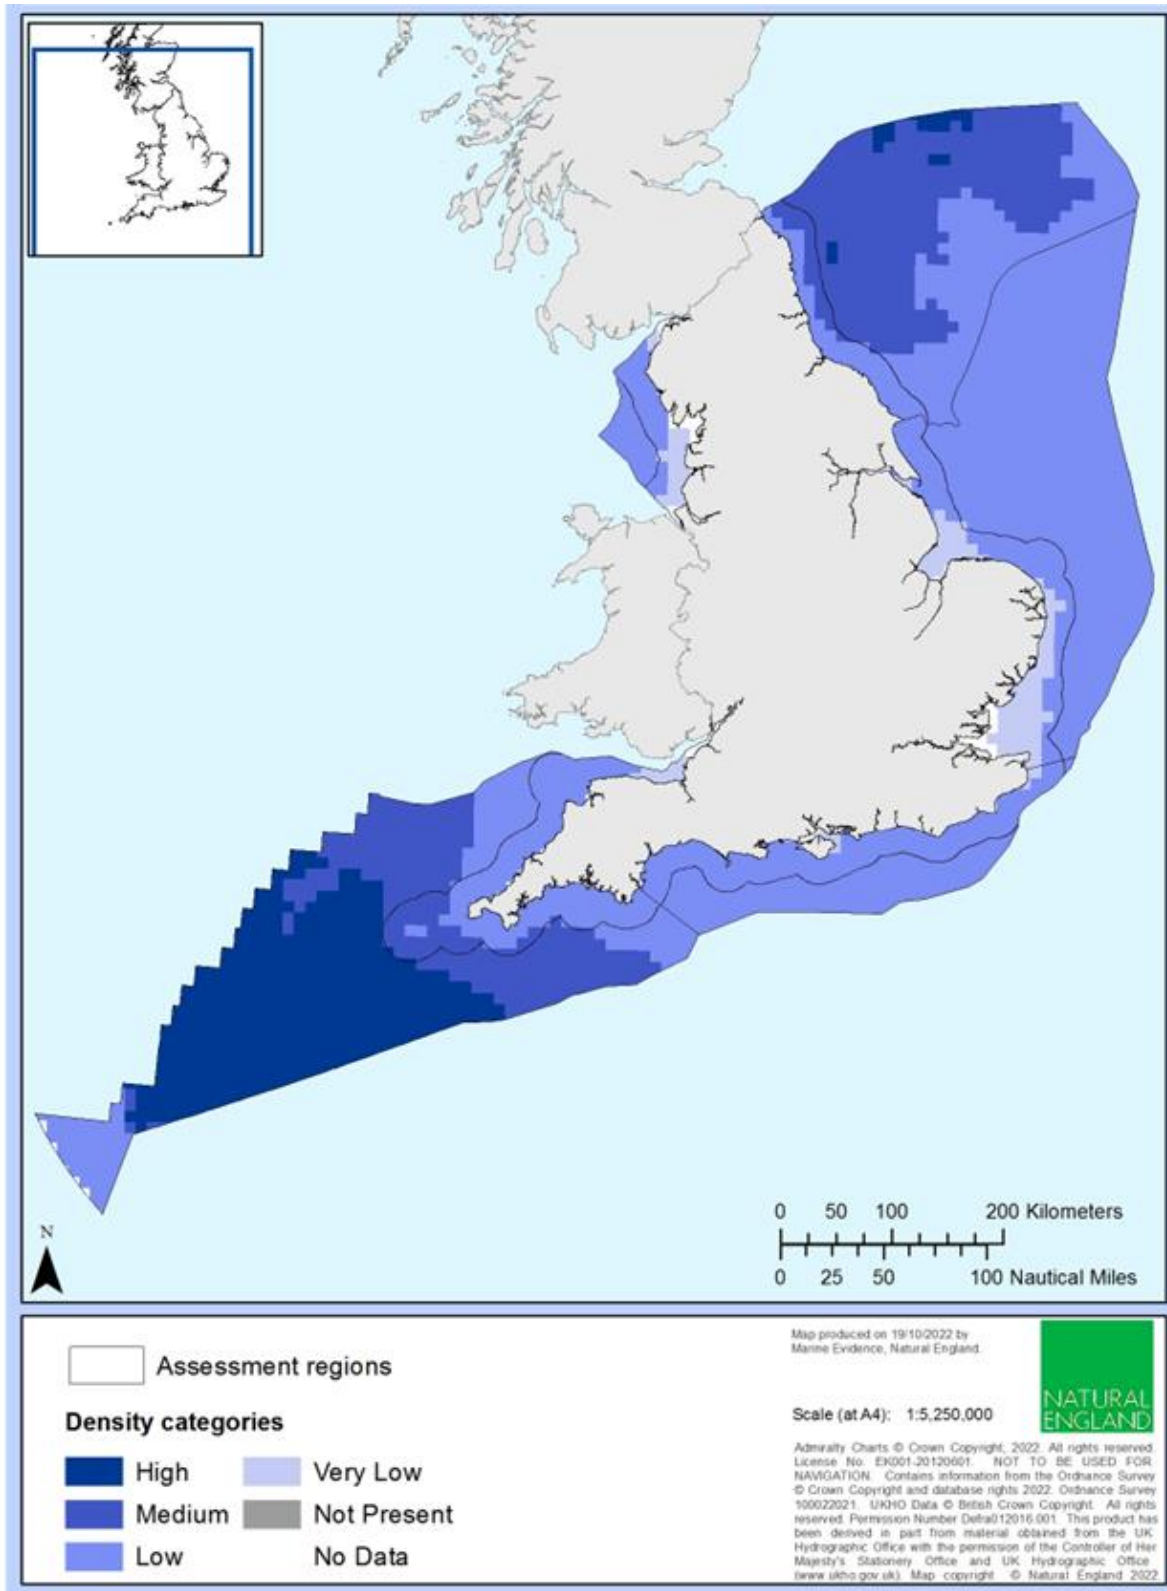 N
0 50 100 200 Kilometers
0 25 50 100 Nautical Miles
Assessment regions
Density categories
High
Medium
Low
Very Low
Not Present
No Data
Map produced on 19/10/2022 by
Marine Evidence, Natural England.
Scale (at A4): 1:5,250,000
NATURAL
ENGLAND
Admiralty Charts © Crown Copyright, 2022. All rights reserved.
License No. EK001-20120601. NOT TO BE USED FOR
NAVIGATION. Contains information from the Ordnance Survey
© Crown Copyright and database rights 2022. Ordnance Survey
100022021. UKHO Data © British Crown Copyright. All rights
reserved. Permission Number Defra012016.001. This product has
been derived in part from material obtained from the UK
Hydrographic Office with the permission of the Controller of Her
Majesty's Stationery Office and UK Hydrographic Office
(www.ukho.gov.uk). Map copyright © Natural England 2022